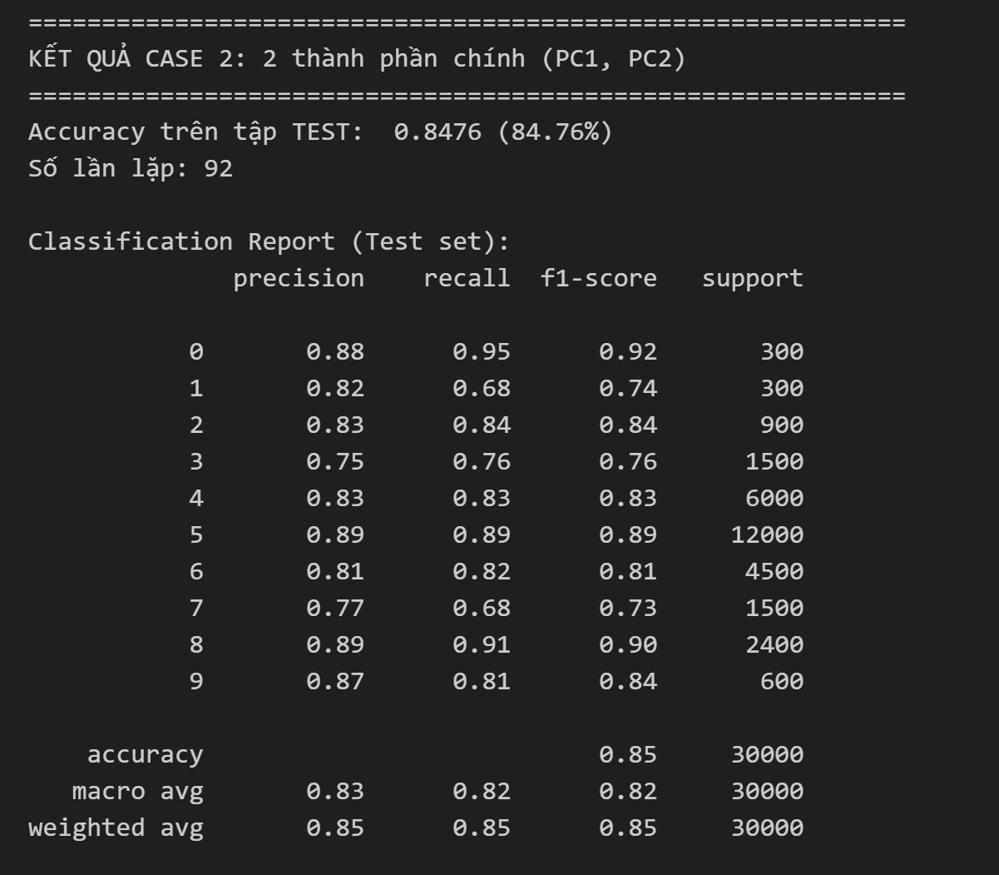 ============================================================
KẾT QUẢ CASE 2: 2 thành phần chính (PC1, PC2)
============================================================
Accuracy trên tập TEST:  0.8476 (84.76%)
Số lần lặp: 92

Classification Report (Test set):
              precision    recall  f1-score   support

           0       0.88      0.95      0.92       300
           1       0.82      0.68      0.74       300
           2       0.83      0.84      0.84       900
           3       0.75      0.76      0.76      1500
           4       0.83      0.83      0.83      6000
           5       0.89      0.89      0.89     12000
           6       0.81      0.82      0.81      4500
           7       0.77      0.68      0.73      1500
           8       0.89      0.91      0.90      2400
           9       0.87      0.81      0.84       600

    accuracy                           0.85     30000
   macro avg       0.83      0.82      0.82     30000
weighted avg       0.85      0.85      0.85     30000